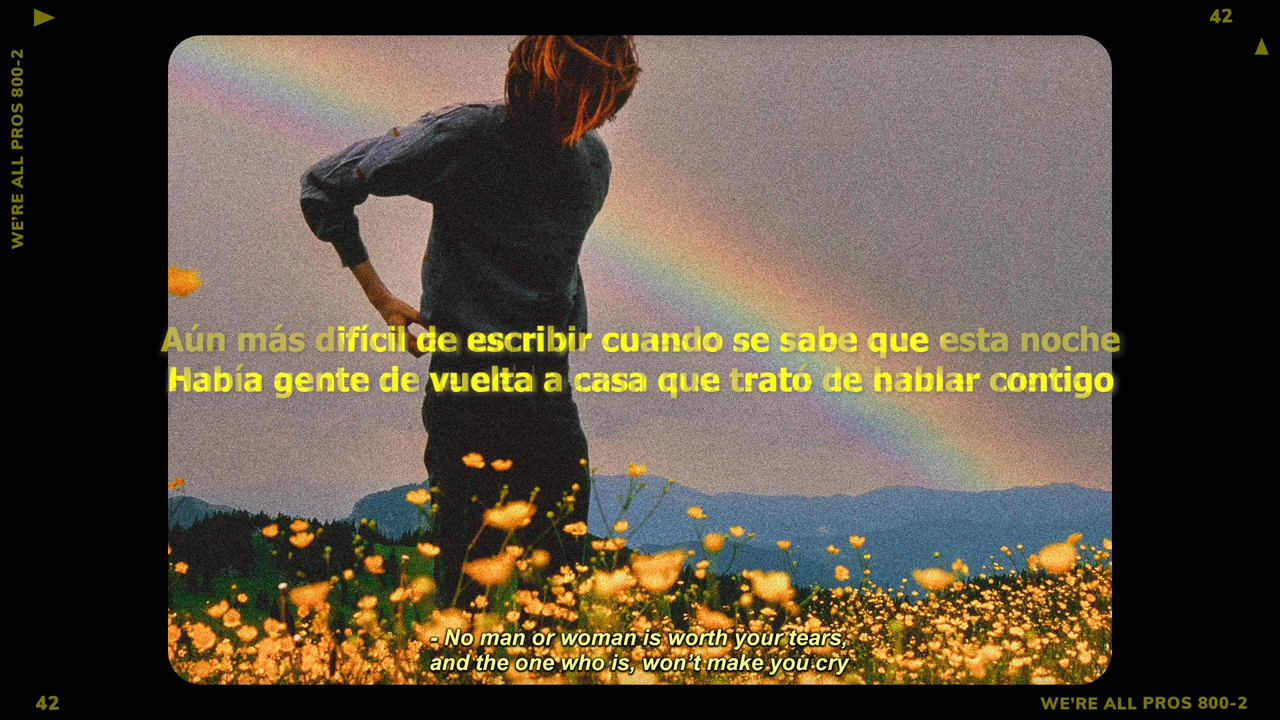 42
WE'RE ALL PROS 800-2
Aún más difícil de escribir cuando se sabe que esta noche
Había gente de vuelta a casa que trató de hablar contigo
- No man or woman is worth your tears,
and the one who is, won't make you cry
42
WE'RE ALL PROS 800-2